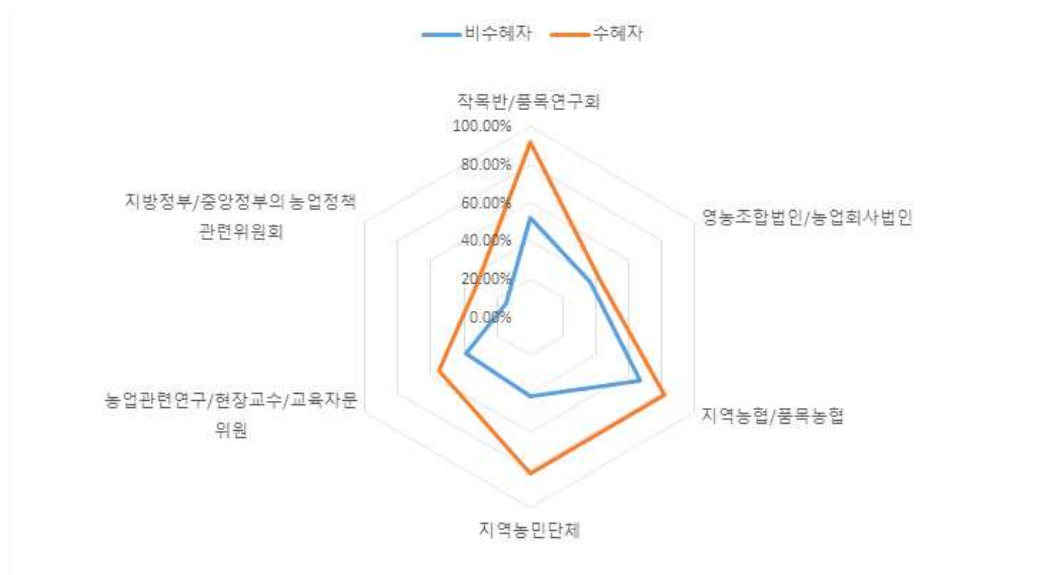 비수혜자 수혜자
작목반/품목연구회
100.00%
80.00%
60.00%
40.00%
20.00%
0.00%
지방정부/중앙정부의 농업정책
관련위원회
영농조합법인/농업회사법인
농업관련연구/현장교수/교육자문
위원
지역농협/품목농협
지역농민단체